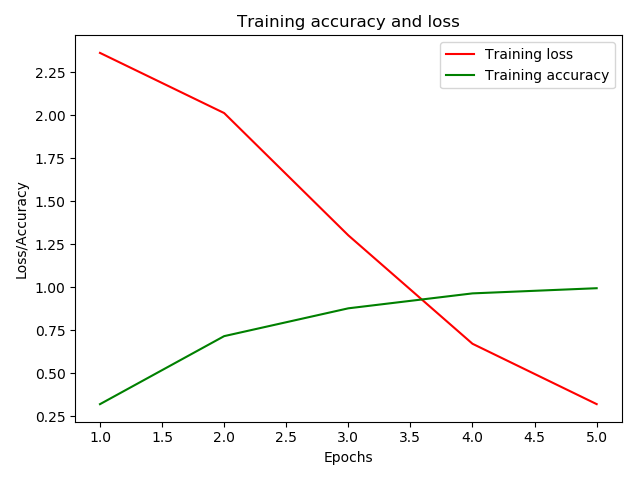 Training accuracy and loss
Training loss
Training accuracy
Loss/Accuracy
2.25
2.00
1.75
1.50
1.25
1.00
0.75
0.50
0.25
1.0 1.5 2.0 2.5 3.0 3.5 4.0 4.5 5.0
Epochs